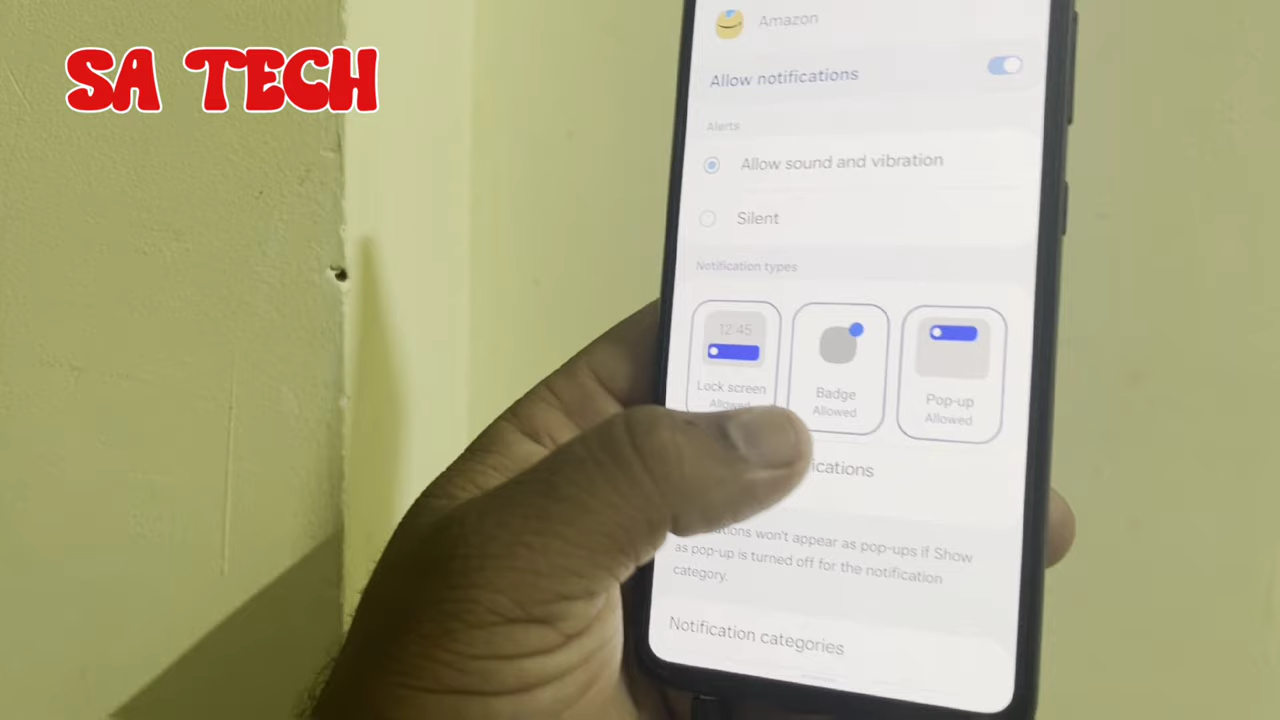 SA TECH
Amazon
Allow notifications
Alerts
Allow sound and vibration
Silent
Notification types
12:45
Lock screen
Allowed
Badge
Allowed
Pop-up
Allowed
ications
ations won't appear as pop-ups if Show
as pop-up is turned off for the notification
category.
Notification categories